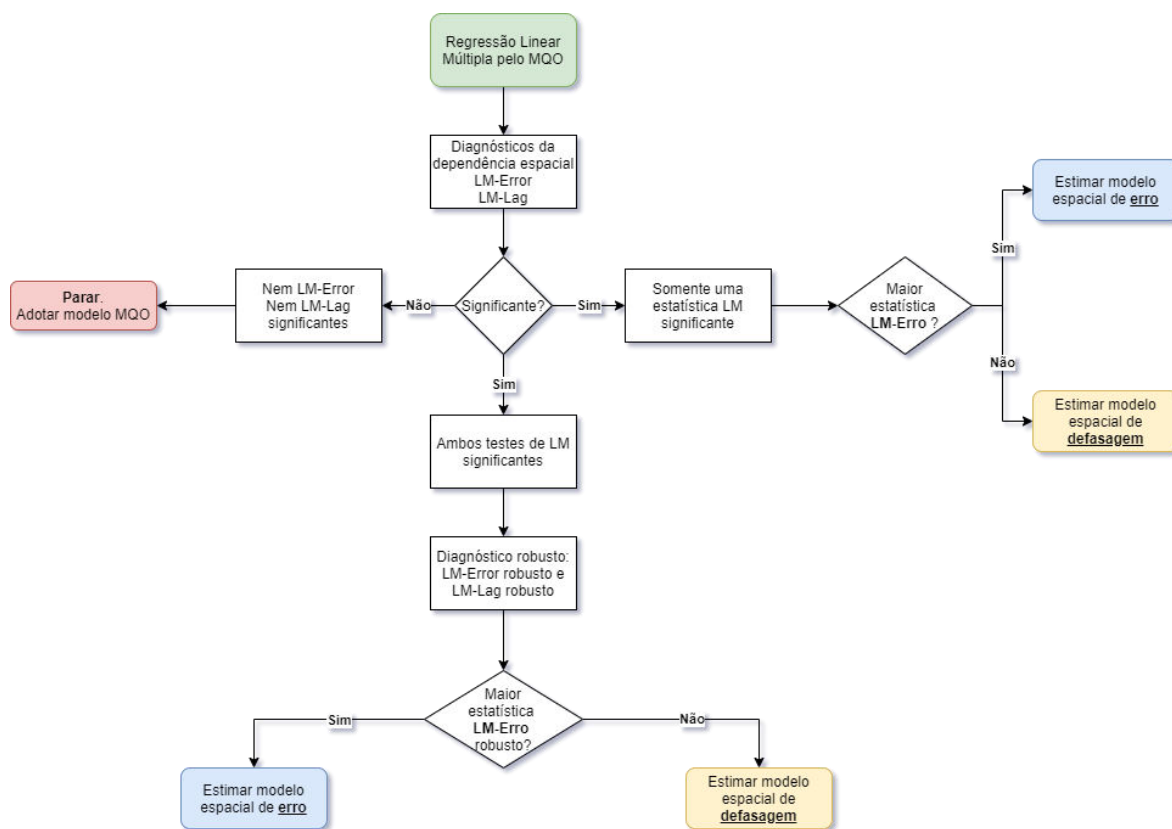 Regressão Linear
Múltipla pelo MQO
Diagnósticos da
dependência espacial
LM-Error
LM-Lag
Estimar modelo
espacial de erro
Sim
Parar.
Adotar modelo MQO
Nem LM-Error
Nem LM-Lag
significantes
Não
Significante?
Sim
Somente uma
estatística LM
significante
Maior
estatística
LM-Erro ?
Não
Estimar modelo
espacial de
defasagem
Sim
Ambos testes de LM
significantes
Diagnóstico robusto:
LM-Error robusto e
LM-Lag robusto
Maior
estatística
LM-Erro
robusto?
Sim
Não
Estimar modelo
espacial de erro
Estimar modelo
espacial de
defasagem